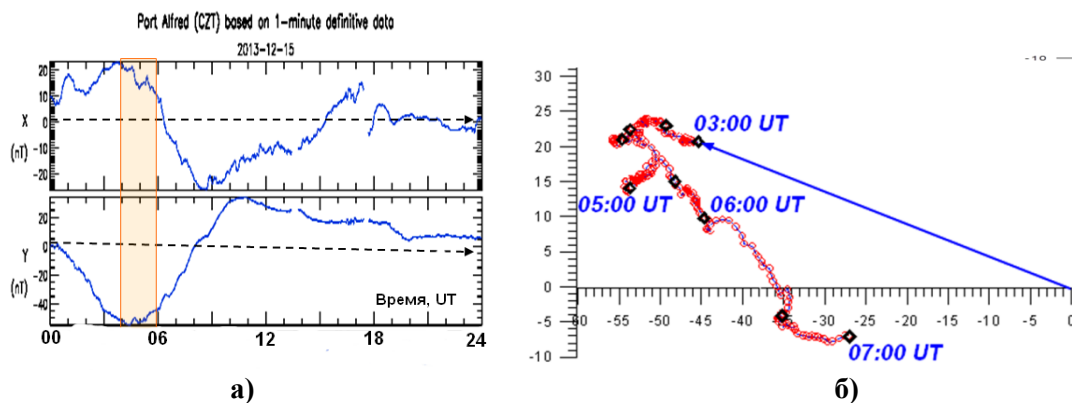 Port Alfred (CZT) based on 1-minute definitive data
2013-12-15
20
10
0
-10
-20
X
(nT)
20
0
-20
-40
Y
(nT)
Время, UT
00 06 12 18 24
а)
-18
30
25
20
15
10
5
0
-5
-10
-60 -55 -50 -45 -40 -35 -30 -25 -20 -15 -10 -5 0
03:00 UT
05:00 UT
06:00 UT
07:00 UT
б)